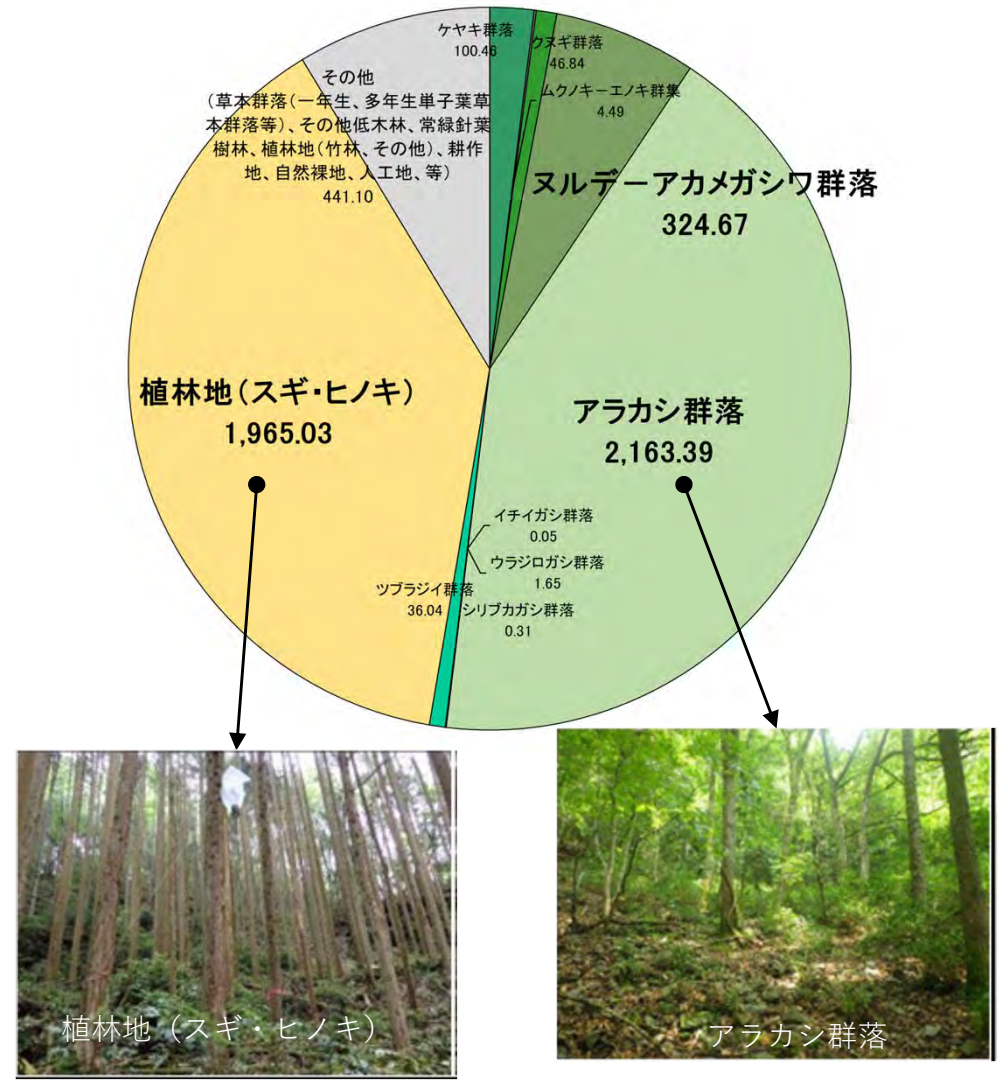 ケヤキ群落
100.46
クヌギ群落
46.84
ムクノキーエノキ群集
4.49
ヌルデーアカメガシワ群落
324.67
その他
（草本群落（一年生、多年生単子葉草
本群落等）、その他低木林、常緑針葉
樹林、植林地（竹林、その他）、耕作
地、自然裸地、人工地、等）
441.10
植林地（スギ・ヒノキ）
1,965.03
アラカシ群落
2,163.39
イチイガシ群落
0.05
ウラジロガシ群落
1.65
ツブラジイ群落
36.04
シリブカガシ群落
0.31
植林地（スギ・ヒノキ）
アラカシ群落